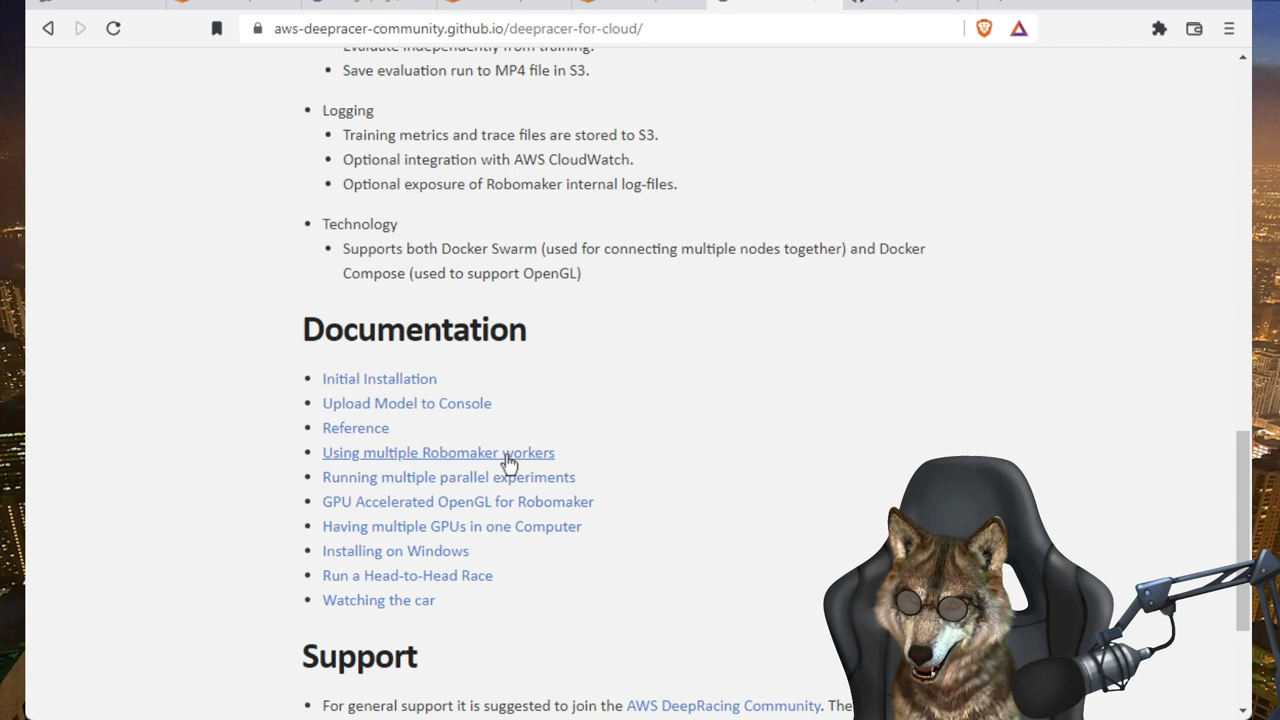 aws-deepracer-community.github.io/deepracer-for-cloud/
Evaluate independently from training.
Save evaluation run to MP4 file in S3.
Logging
Training metrics and trace files are stored to S3.
Optional integration with AWS CloudWatch.
Optional exposure of Robomaker internal log-files.
Technology
Supports both Docker Swarm (used for connecting multiple nodes together) and Docker
Compose (used to support OpenGL)
Documentation
Initial Installation
Upload Model to Console
Reference
Using multiple Robomaker workers
Running multiple parallel experiments
GPU Accelerated OpenGL for Robomaker
Having multiple GPUs in one Computer
Installing on Windows
Run a Head-to-Head Race
Watching the car
Support
For general support it is suggested to join the AWS DeepRacing Community. The